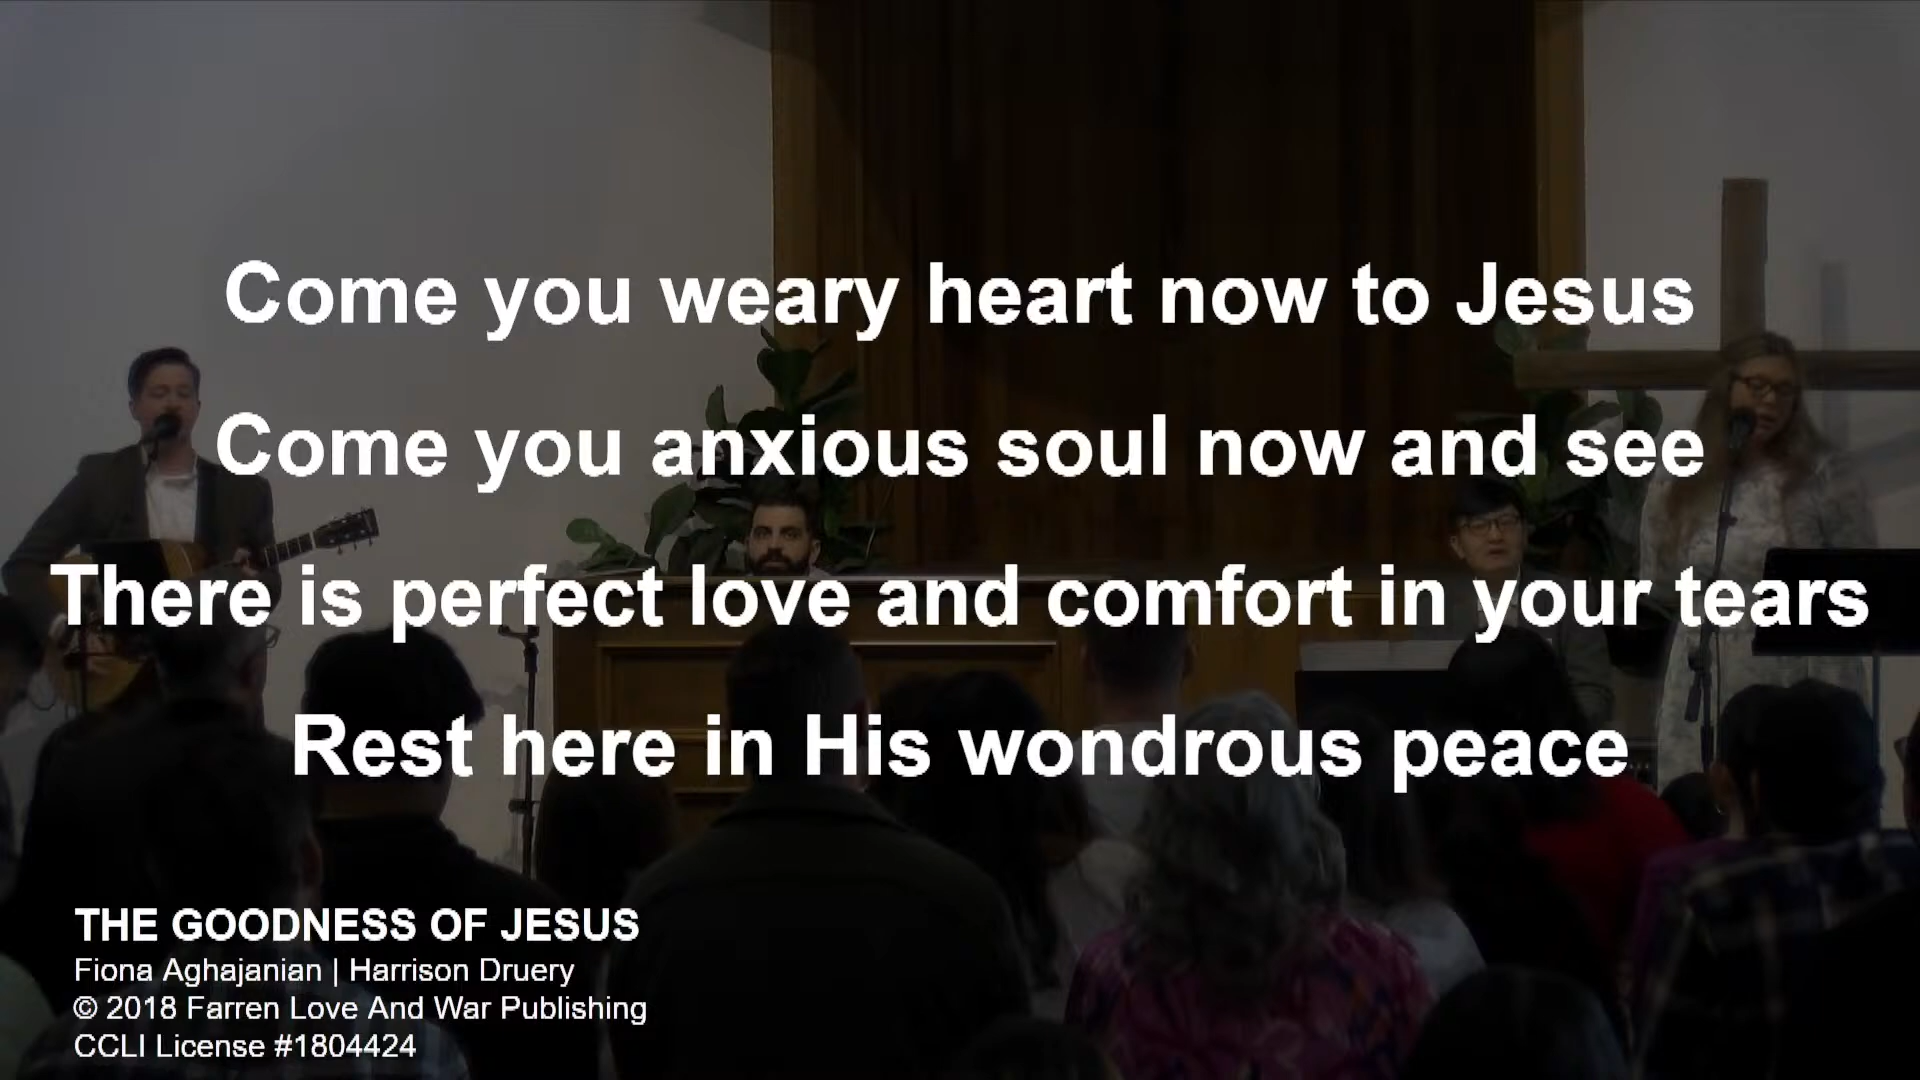 Come you weary heart now to Jesus
Come you anxious soul now and see
There is perfect love and comfort in your tears
Rest here in His wondrous peace
THE GOODNESS OF JESUS
Fiona Aghajanian | Harrison Druery
© 2018 Farren Love And War Publishing
CCLI License #1804424